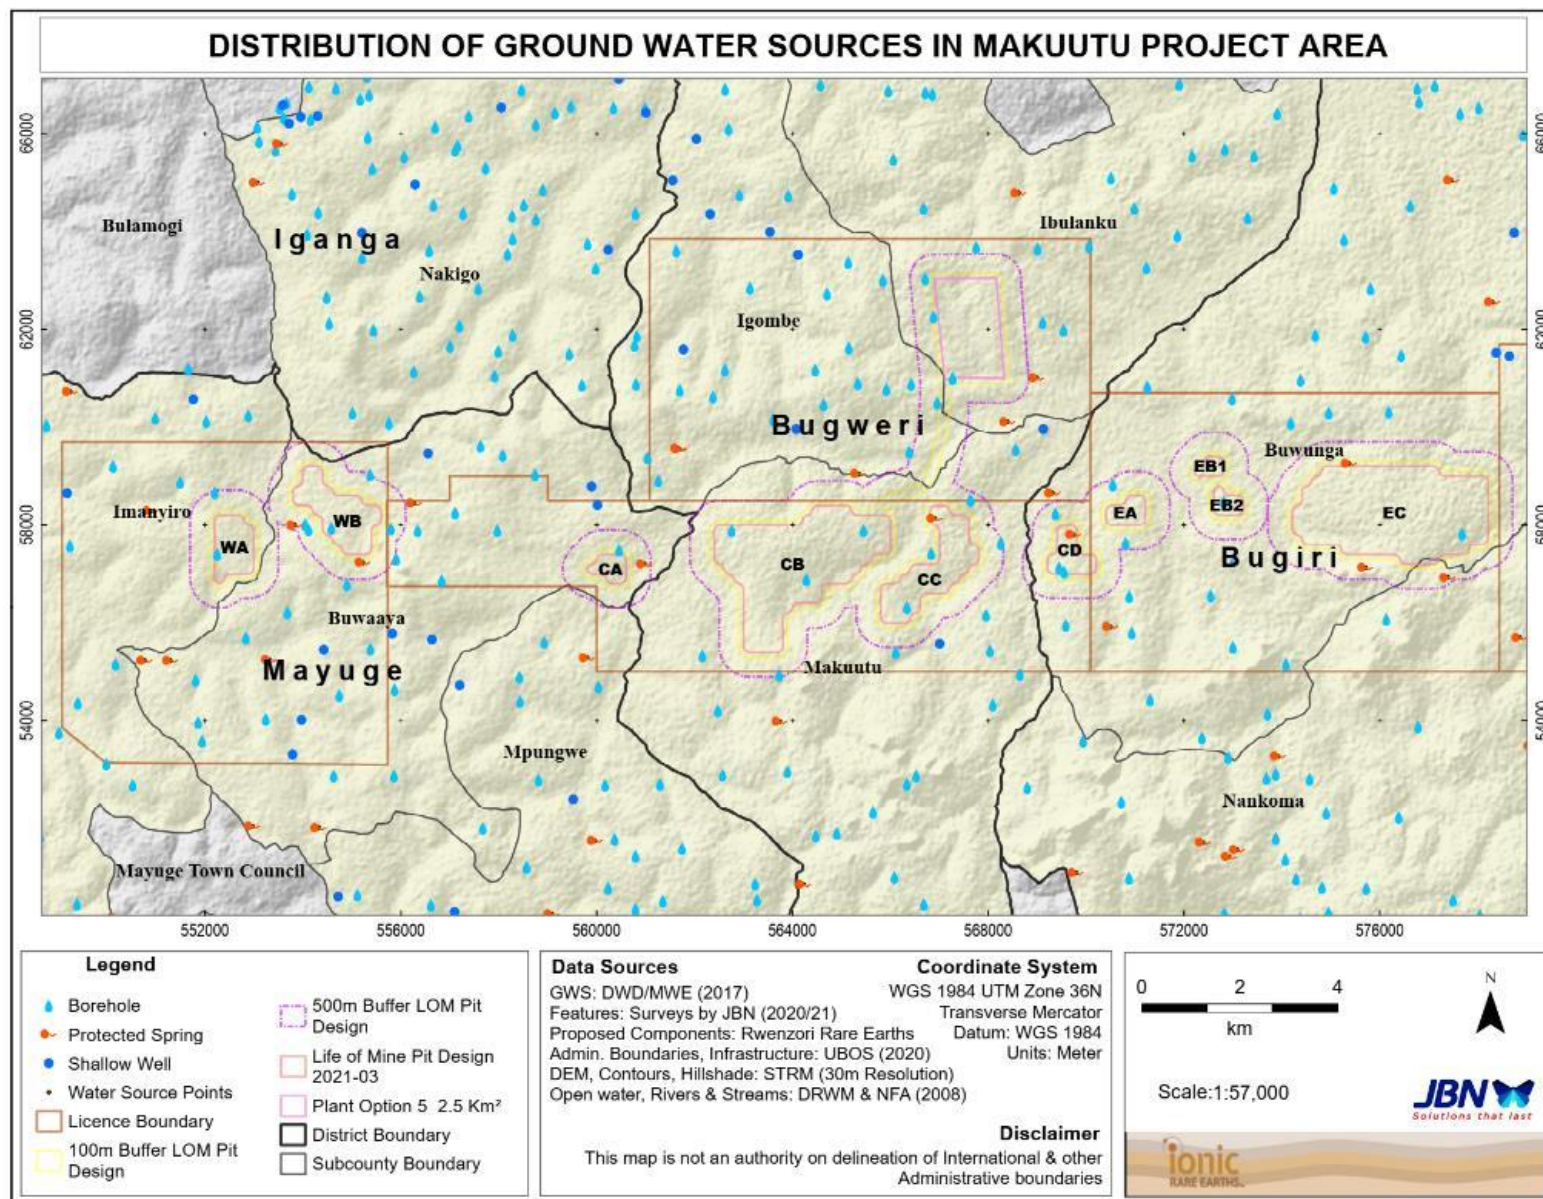 DISTRIBUTION OF GROUND WATER SOURCES IN MAKUUTU PROJECT AREA
66000
66000
Bulamogi
Iganga
Nakigo
Ibulanku
62000
62000
Igombe
Bugweri
Buwunga
EB1
Imanyiro
WA
WB
EB2
EA
EC
58000
58000
CA
CB
CC
CD
Bugiri
Buwaaya
Mayuge
Makuutu
54000
54000
Mpungwe
Nankoma
Mayuge Town Council
552000
556000
560000
564000
568000
572000
576000
Legend
Borehole
Protected Spring
Shallow Well
Water Source Points
Licence Boundary
100m Buffer LOM Pit
Design
500m Buffer LOM Pit
Design
Life of Mine Pit Design
2021-03
Plant Option 5 2.5 Km²
District Boundary
Subcounty Boundary
Data Sources
GWS: DWD/MWE (2017)
Features: Surveys by JBN (2020/21)
Proposed Components: Rwenzori Rare Earths
Admin. Boundaries, Infrastructure: UBOS (2020)
DEM, Contours, Hillshade: STRM (30m Resolution)
Open water, Rivers & Streams: DRWM & NFA (2008)
Coordinate System
WGS 1984 UTM Zone 36N
Transverse Mercator
Datum: WGS 1984
Units: Meter
Disclaimer
This map is not an authority on delineation of International & other
Administrative boundaries
0 2 4
km
N
Scale:1:57,000
JBN
Solutions that last
ionic
RARE EARTHS